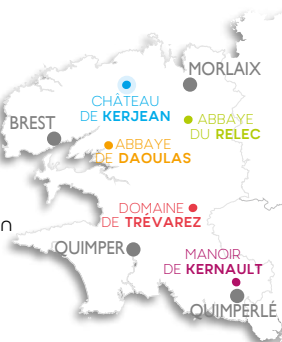 MORLAIX
CHÂTEAU
DE KERJEAN
ABBAYE
DU RELEC
BREST
ABBAYE
DE DAOULAS
DOMAINE
DE TRÉVAREZ
n
QUIMPER
MANOIR
DE KERNAULT
QUIMPERLÉ